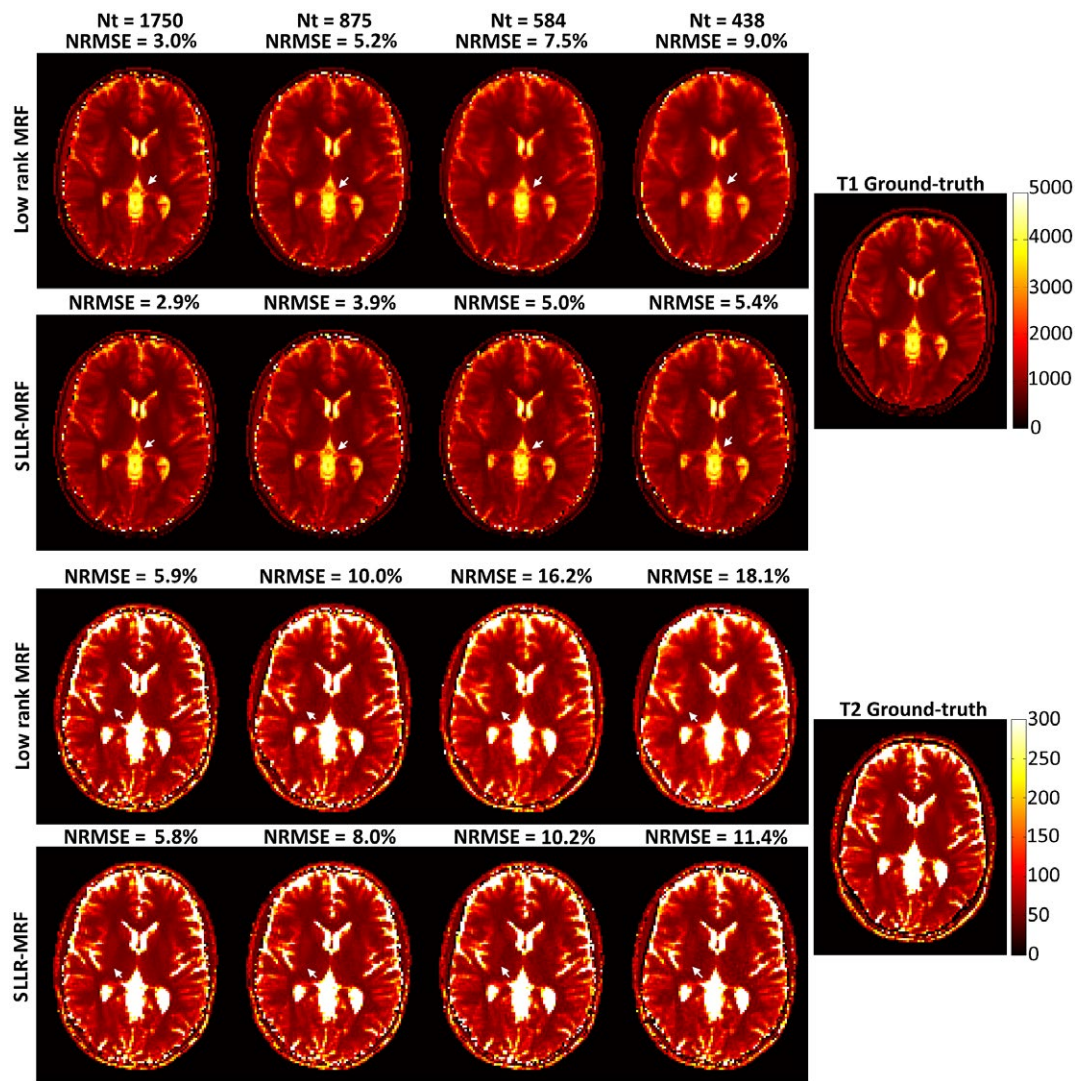 Nt = 1750 Nt = 875 Nt = 584 Nt = 438
NRMSE = 3.0% NRMSE = 5.2% NRMSE = 7.5% NRMSE = 9.0%
Low rank MRF
T1 Ground-truth
5000
4000
3000
2000
1000
0
NRMSE = 2.9% NRMSE = 3.9% NRMSE = 5.0% NRMSE = 5.4%
SLLR-MRF
NRMSE = 5.9% NRMSE = 10.0% NRMSE = 16.2% NRMSE = 18.1%
Low rank MRF
T2 Ground-truth
300
250
200
150
100
50
0
NRMSE = 5.8% NRMSE = 8.0% NRMSE = 10.2% NRMSE = 11.4%
SLLR-MRF